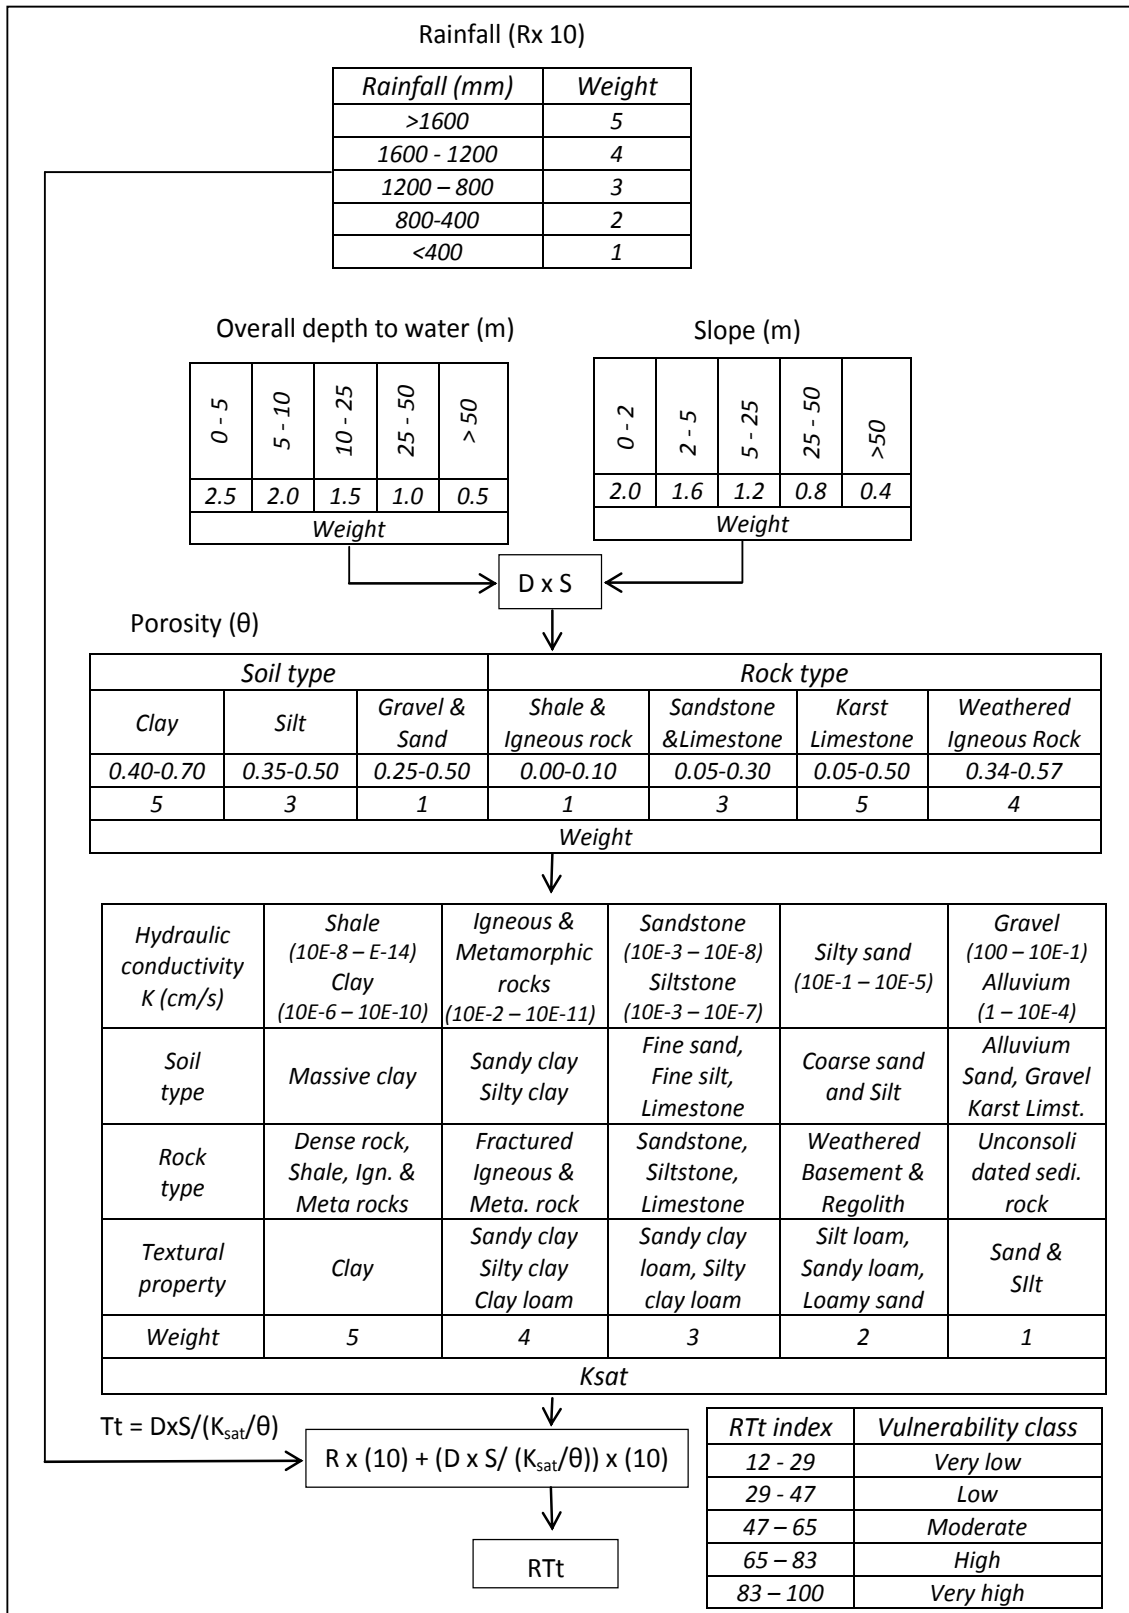 Rainfall (Rx 10)
Rainfall (mm) Weight
>1600 5
1600 - 1200 4
1200 – 800 3
800-400 2
<400 1
Overall depth to water (m)
0 - 5 5 - 10 10 - 25 25 - 50 > 50
2.5 2.0 1.5 1.0 0.5
Weight
Slope (m)
0 - 2 2 - 5 5 - 25 25 - 50 >50
2.0 1.6 1.2 0.8 0.4
Weight
D x S
Porosity (θ)
Soil type Rock type
Clay Silt Gravel & Shale & Sandstone Karst Weathered
Sand Igneous rock &Limestone Limestone Igneous Rock
0.40-0.70 0.35-0.50 0.25-0.50 0.00-0.10 0.05-0.30 0.05-0.50 0.34-0.57
5 3 1 1 3 5 4
Weight
Hydraulic
conductivity
K (cm/s)
Shale
(10E-8 – E-14)
Clay
(10E-6 – 10E-10)
Igneous &
Metamorphic
rocks
(10E-2 – 10E-11)
Sandstone
(10E-3 – 10E-8)
Siltstone
(10E-3 – 10E-7)
Silty sand
(10E-1 – 10E-5)
Gravel
(100 – 10E-1)
Alluvium
(1 – 10E-4)
Soil
type
Massive clay
Sandy clay
Silty clay
Fine sand,
Fine silt,
Limestone
Coarse sand
and Silt
Alluvium
Sand, Gravel
Karst Limst.
Rock
type
Dense rock,
Shale, Ign. &
Meta rocks
Fractured
Igneous &
Meta. rock
Sandstone,
Siltstone,
Limestone
Weathered
Basement &
Regolith
Unconsoli
dated sedi.
rock
Textural
property
Clay
Sandy clay
Silty clay
Clay loam
Sandy clay
loam, Silty
clay loam
Silt loam,
Sandy loam,
Loamy sand
Sand &
SIlt
Weight 5 4 3 2 1
Ksat
Tt = DxS/(Ksat/θ)
R x (10) + (D x S/ (Ksat/θ)) x (10)
RTt
RTt index Vulnerability class
12 - 29 Very low
29 - 47 Low
47 – 65 Moderate
65 – 83 High
83 – 100 Very high